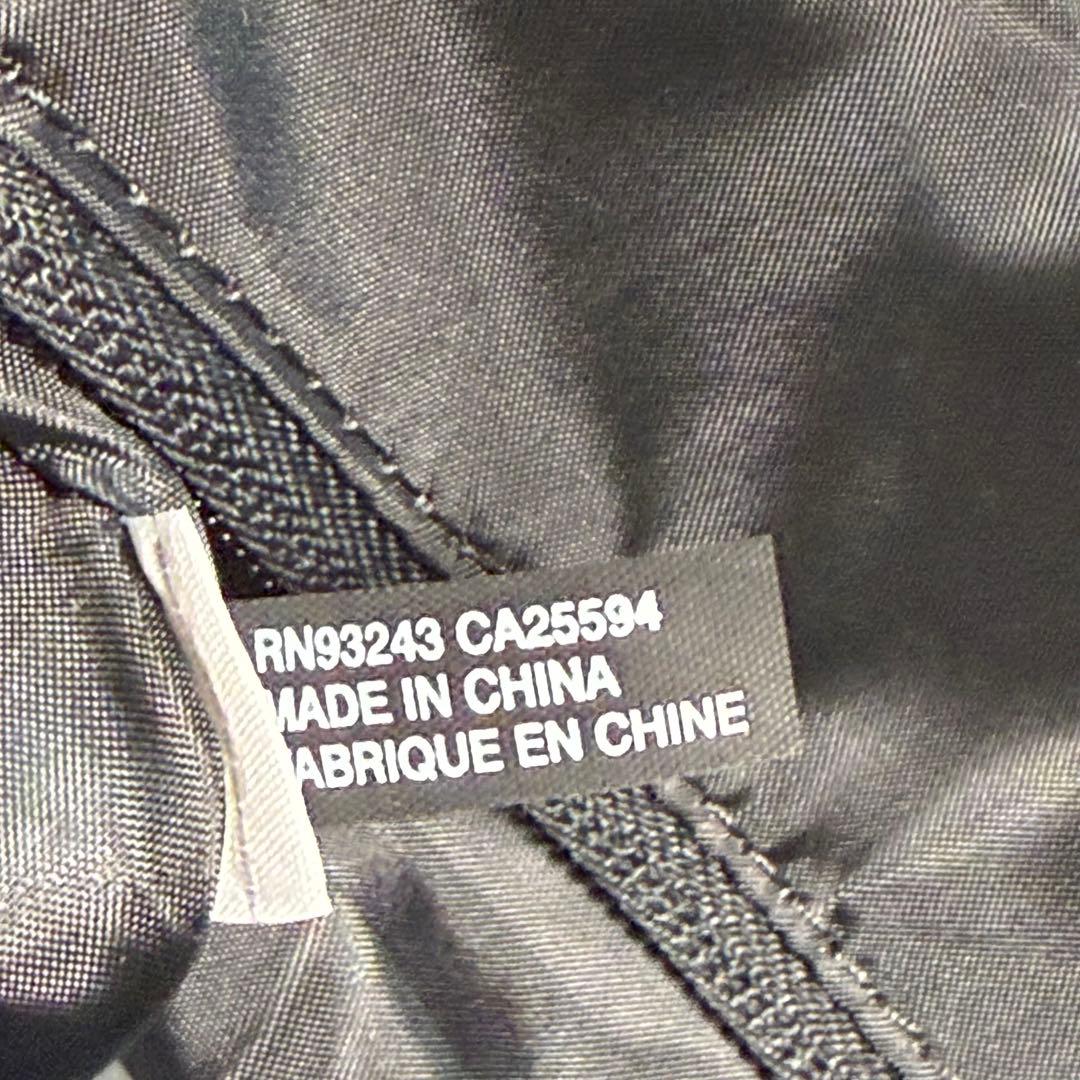 RN93243 CA25594
MADE IN CHINA
FABRIQUE EN CHINE